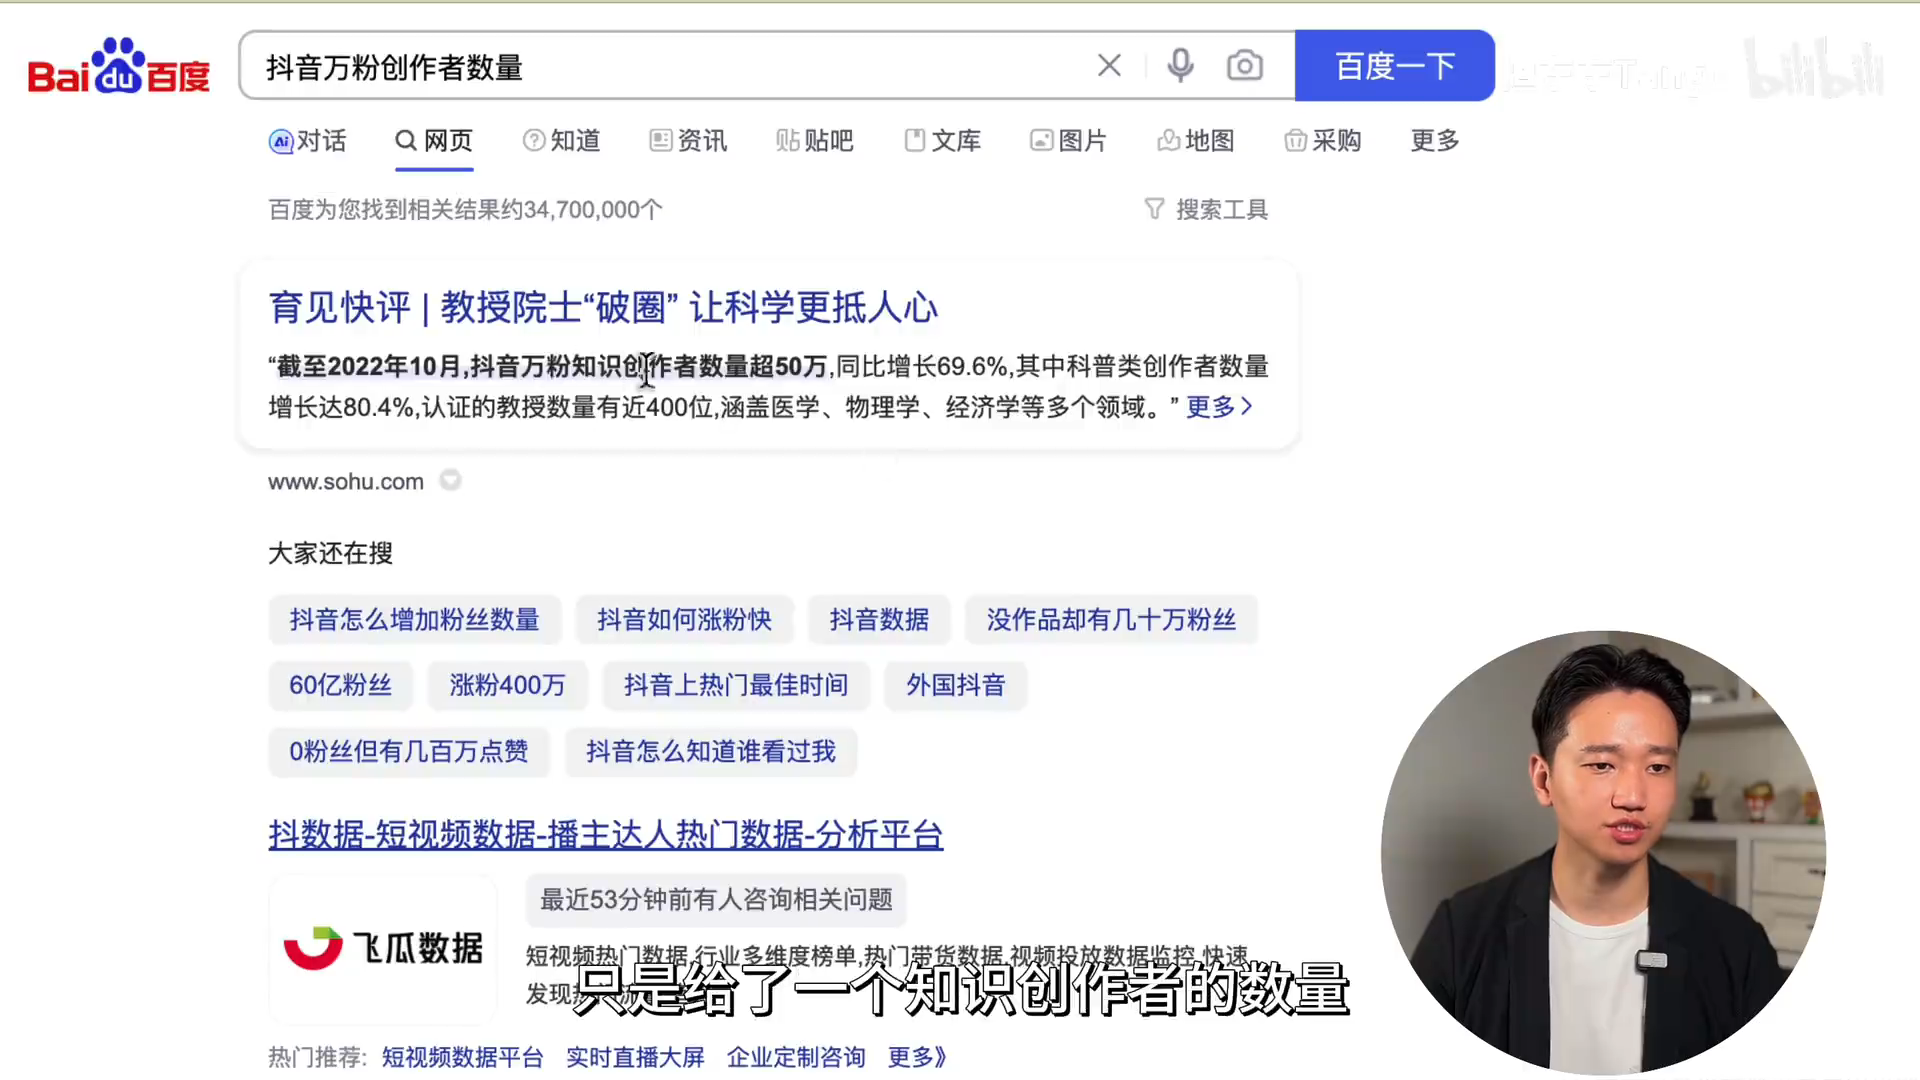 Baidu百度
抖音万粉创作者数量
百度一下
bilibili
Ai对话 网页 知道 资讯 贴贴吧 文库 图片 地图 采购 更多
百度为您找到相关结果约34,700,000个
搜索工具
育见快评 | 教授院士“破圈” 让科学更抵人心
“截至2022年10月,抖音万粉知识创作者数量超50万,同比增长69.6%,其中科普类创作者数量
增长达80.4%,认证的教授数量有近400位,涵盖医学、物理学、经济学等多个领域。” 更多>
www.sohu.com
大家还在搜
抖音怎么增加粉丝数量 抖音如何涨粉快 抖音数据 没作品却有几十万粉丝
60亿粉丝 涨粉400万 抖音上热门最佳时间 外国抖音
0粉丝但有几百万点赞 抖音怎么知道谁看过我
抖数据-短视频数据-播主达人热门数据-分析平台
最近53分钟前有人咨询相关问题
飞瓜数据
短视频热门数据,行业多维度榜单,热门带货数据,视频投放数据监控,快速
发现热
只是给了一个知识创作者的数量
热门推荐: 短视频数据平台 实时直播大屏 企业定制咨询 更多》